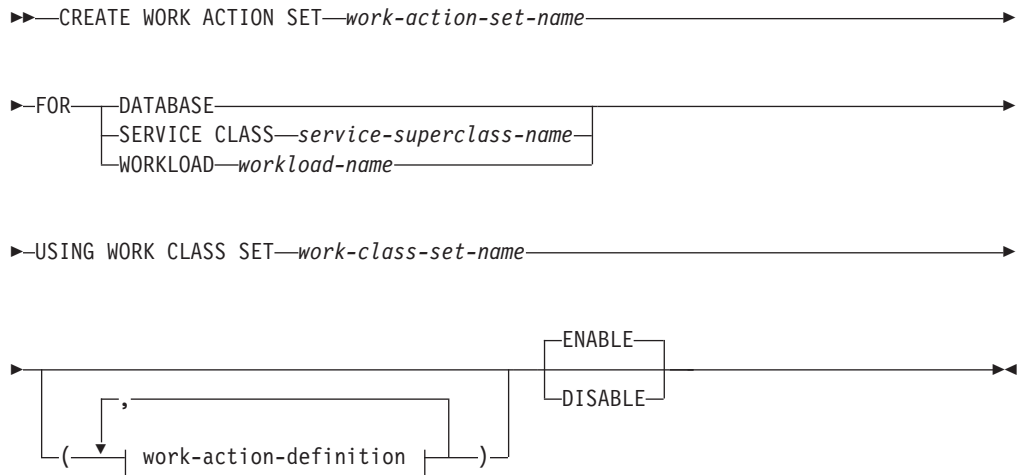 CREATE WORK ACTION SET work-action-set-name
FOR DATABASE
SERVICE CLASS service-superclass-name
WORKLOAD workload-name
USING WORK CLASS SET work-class-set-name
ENABLE
DISABLE
,
( work-action-definition )